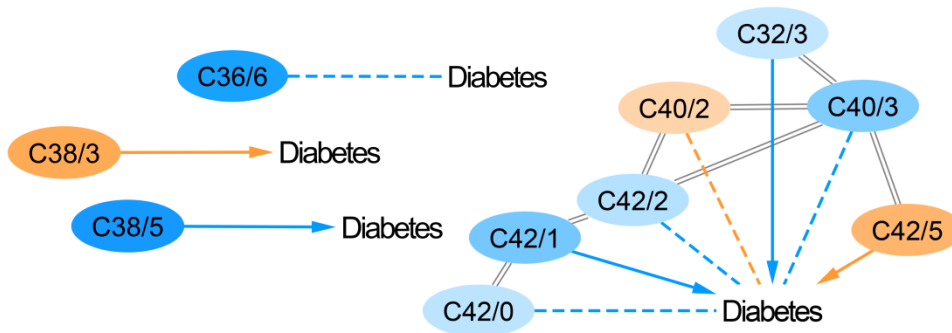 C36/6
Diabetes
C38/3
Diabetes
C38/5
Diabetes
C32/3
C40/2
C40/3
C42/2
C42/1
C42/5
C42/0
Diabetes